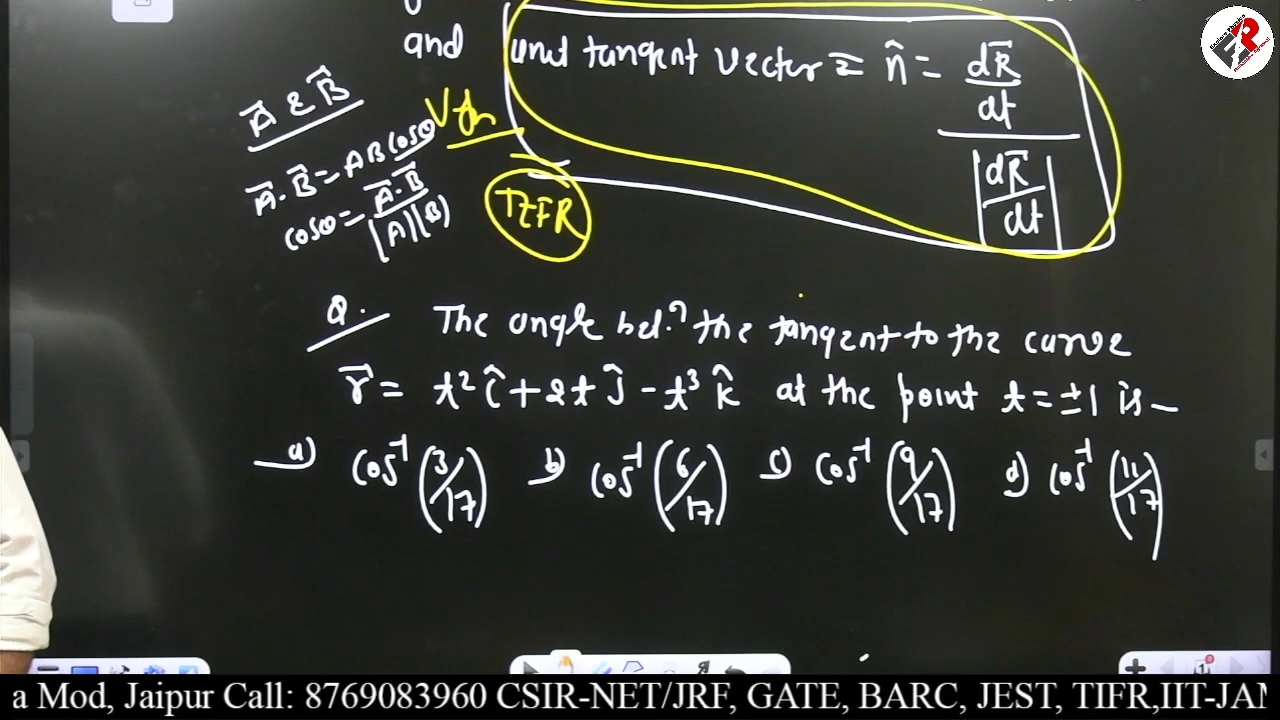 and unit tangent vector = n̂ = dR̄/dt / |dR̄/dt|
A⃗ & B⃗
A⃗·B⃗ = AB cosθ
cosθ = A⃗·B⃗/|A||B|
TIFR
Q. The angle bet.ⁿ the tangent to the curve
r⃗ = t² î + 2t ĵ - t³ k̂ at the point t = ±1 is -
a) cos⁻¹(3/17) b) cos⁻¹(6/17) c) cos⁻¹(9/17) d) cos⁻¹(11/17)
a Mod, Jaipur Call: 8769083960 CSIR-NET/JRF, GATE, BARC, JEST, TIFR,IIT-JAM